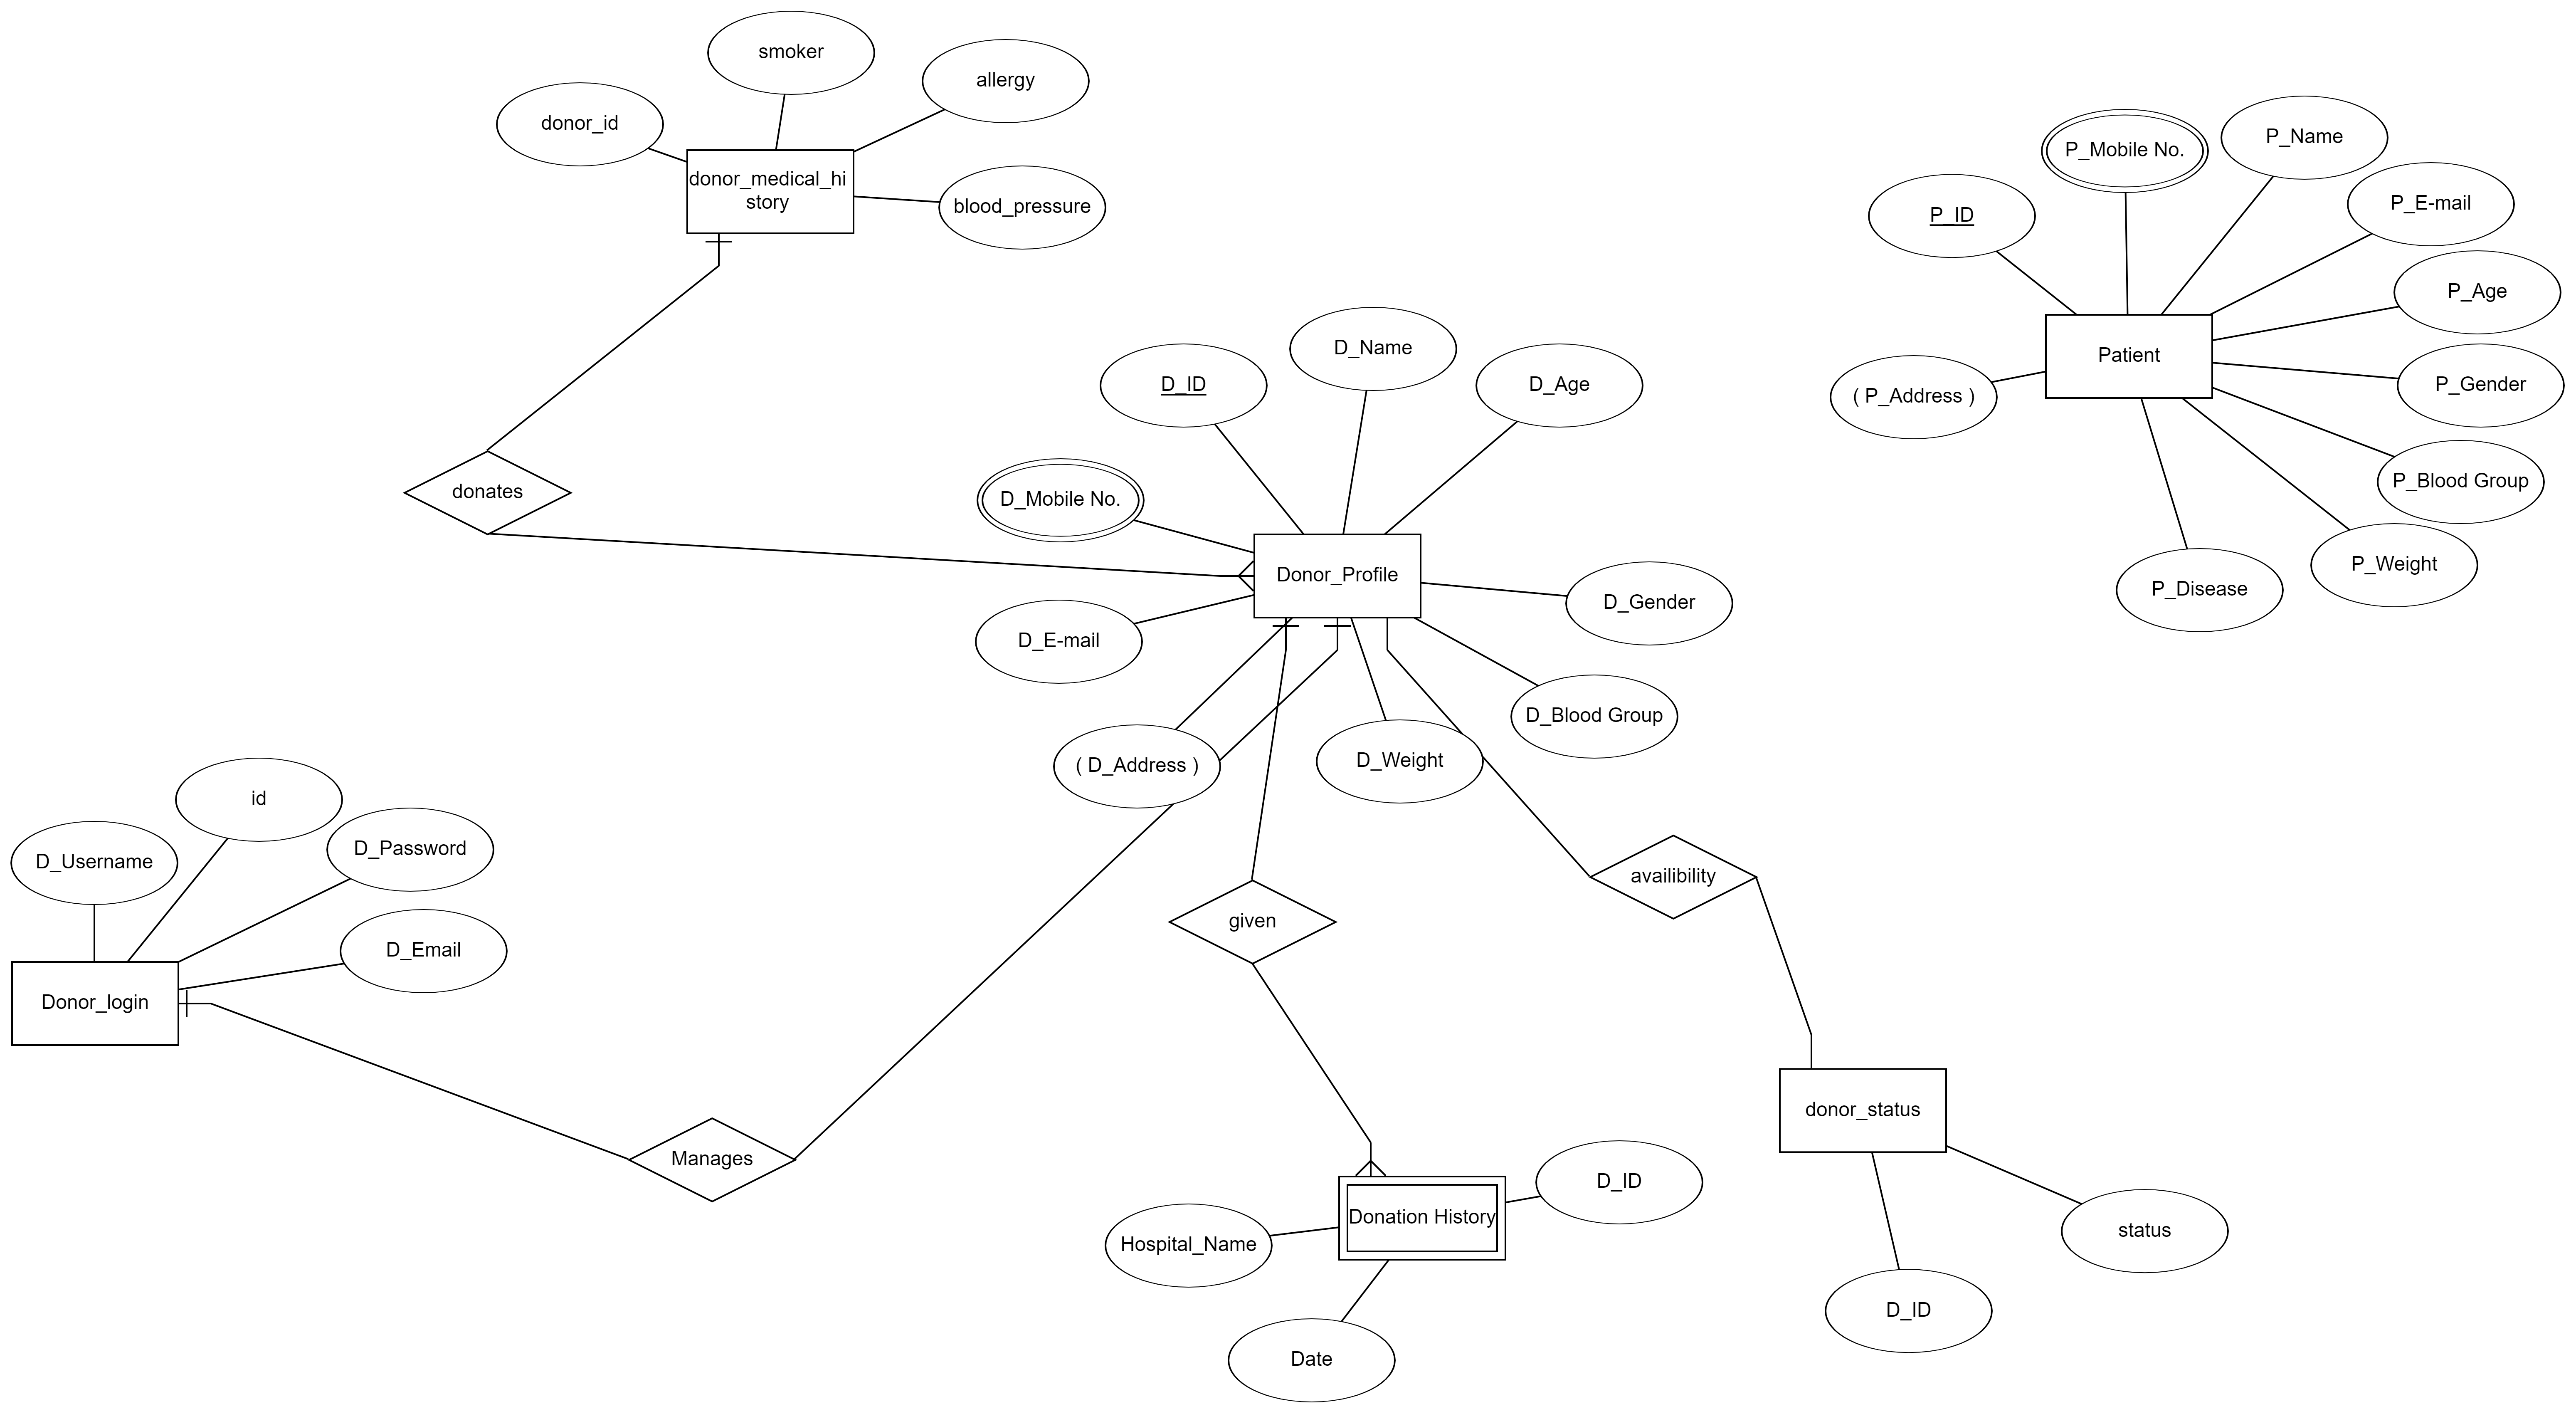 smoker
allergy
donor_id
donor_medical_hi
story
blood_pressure
P_Mobile No.
P_Name
P_E-mail
P_ID
P_Age
Patient
P_Gender
( P_Address )
P_Blood Group
P_Weight
P_Disease
donates
D_ID
D_Name
D_Age
D_Mobile No.
Donor_Profile
D_Gender
D_E-mail
D_Blood Group
( D_Address )
D_Weight
id
D_Username
D_Password
D_Email
Donor_login
Manages
given
availibility
donor_status
D_ID
status
Donation History
D_ID
Hospital_Name
Date